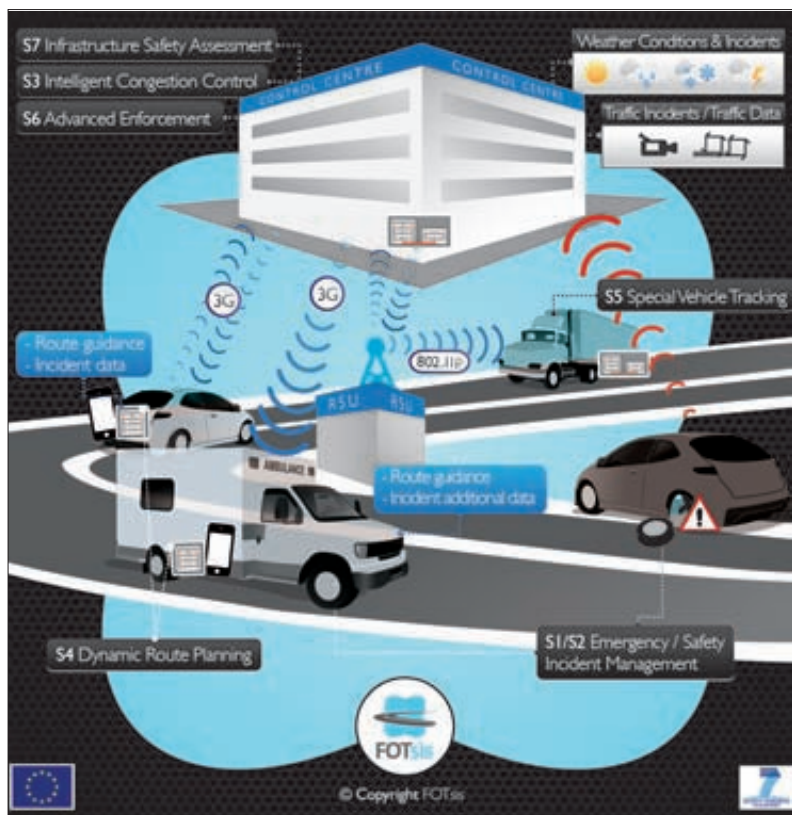 S7 Infrastructure Safety Assessment
S3 Intelligent Congestion Control
S6 Advanced Enforcement
CONTROL CENTRE
CONTROL CENTRE
Weather Conditions & Incidents
Traffic Incidents / Traffic Data
3G
3G
S5 Special Vehicle Tracking
- Route guidance
- Incident data
802.11p
RSU
RSU
AMBULANCE
- Route guidance
- Incident additional data
S4 Dynamic Route Planning
S1/S2 Emergency / Safety
Incident Management
FOTsis
© Copyright FOTsis
7